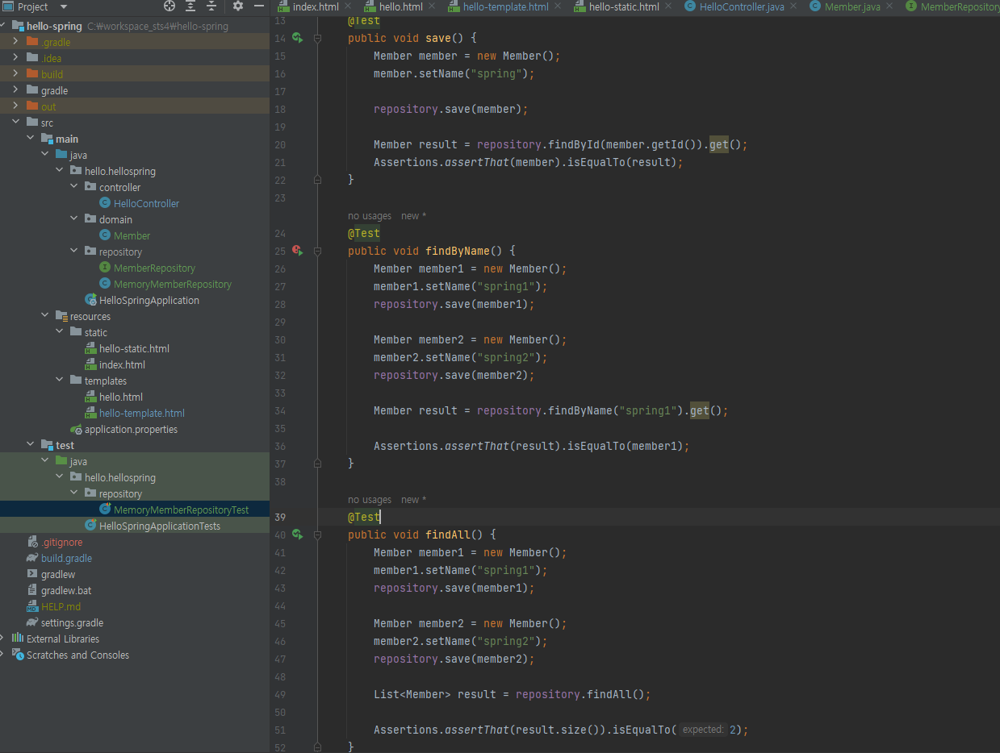 Project
hello-spring C:\workspace_sts4\hello-spring
.gradle
.idea
build
gradle
out
src
main
java
hello.hellospring
controller
HelloController
domain
Member
repository
MemberRepository
MemoryMemberRepository
HelloSpringApplication
resources
static
hello-static.html
index.html
templates
hello.html
hello-template.html
application.properties
test
java
hello.hellospring
repository
MemoryMemberRepositoryTest
HelloSpringApplicationTests
.gitignore
build.gradle
gradlew
gradlew.bat
HELP.md
settings.gradle
External Libraries
Scratches and Consoles
index.html hello.html hello-template.html hello-static.html HelloController.java Member.java MemberRepository
13 @Test
14 public void save() {
15 Member member = new Member();
16 member.setName("spring");
17
18 repository.save(member);
19
20 Member result = repository.findById(member.getId()).get();
21 Assertions.assertThat(member).isEqualTo(result);
22 }
23
no usages new *
24 @Test
25 public void findByName() {
26 Member member1 = new Member();
27 member1.setName("spring1");
28 repository.save(member1);
29
30 Member member2 = new Member();
31 member2.setName("spring2");
32 repository.save(member2);
33
34 Member result = repository.findByName("spring1").get();
35
36 Assertions.assertThat(result).isEqualTo(member1);
37 }
38
no usages new *
39 @Test
40 public void findAll() {
41 Member member1 = new Member();
42 member1.setName("spring1");
43 repository.save(member1);
44
45 Member member2 = new Member();
46 member2.setName("spring2");
47 repository.save(member2);
48
49 List<Member> result = repository.findAll();
50
51 Assertions.assertThat(result.size()).isEqualTo( expected: 2);
52 }